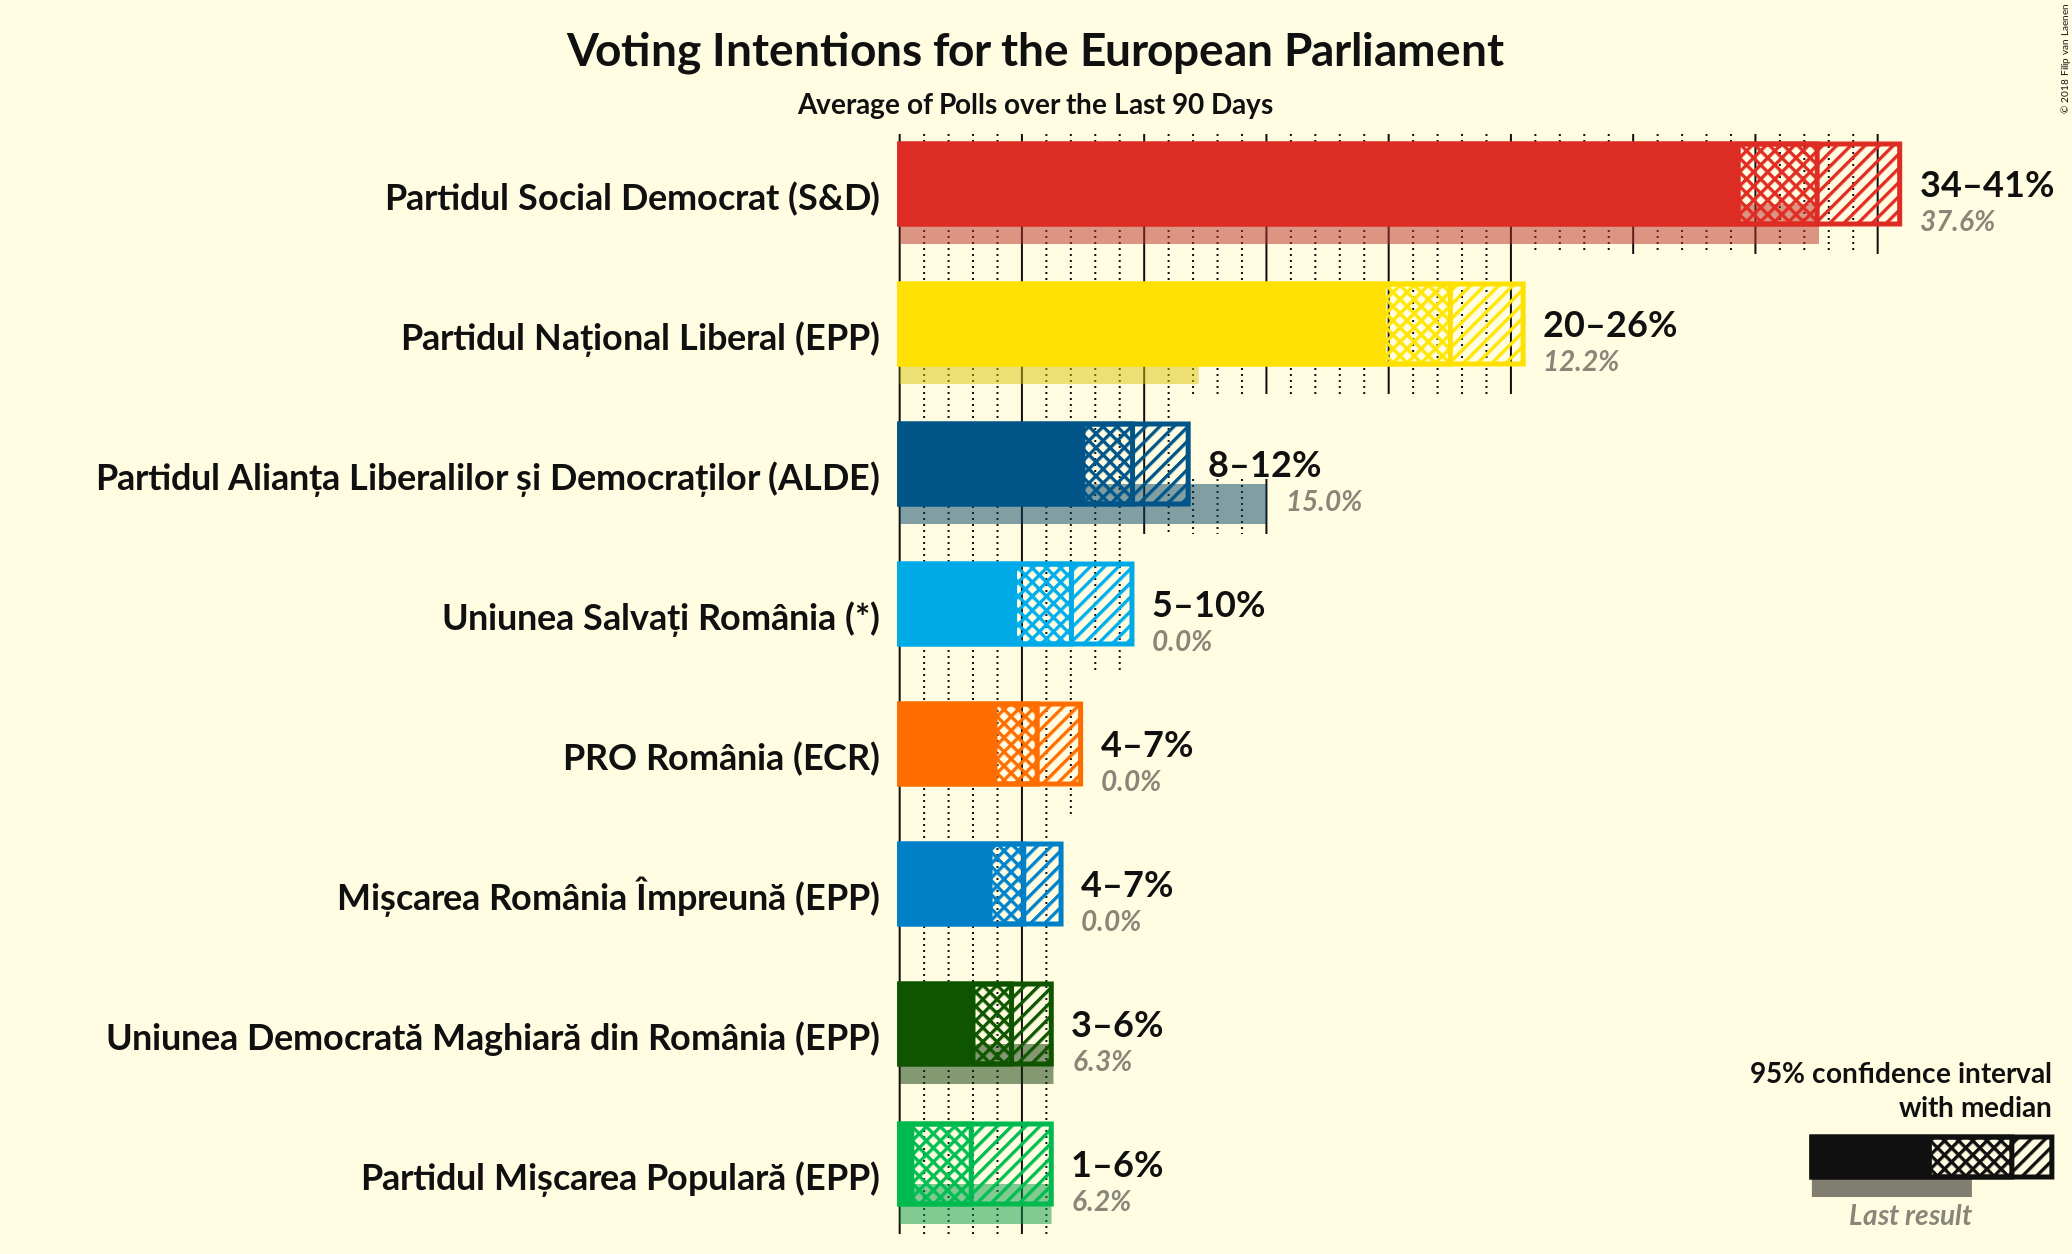 Voting Intentions for the European Parliament
Average of Polls over the Last 90 Days
© 2018 Filip van Laenen
Partidul Social Democrat (S&D)
34–41%
37.6%
Partidul Național Liberal (EPP)
20–26%
12.2%
Partidul Alianța Liberalilor și Democraților (ALDE)
8–12%
15.0%
Uniunea Salvați România (*)
5–10%
0.0%
PRO România (ECR)
4–7%
0.0%
Mișcarea România Împreună (EPP)
4–7%
0.0%
Uniunea Democrată Maghiară din România (EPP)
3–6%
6.3%
Partidul Mișcarea Populară (EPP)
1–6%
6.2%
95% confidence interval
with median
Last result